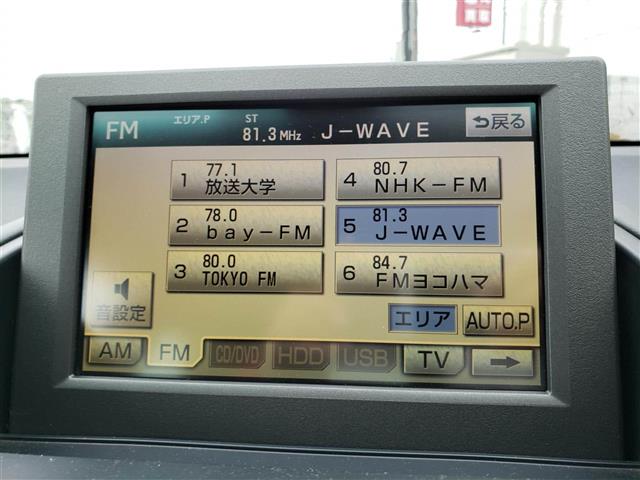 FM エリア.P ST 81.3MHz J-WAVE 戻る
1 77.1 放送大学
4 80.7 NHK-FM
2 78.0 bay-FM
5 81.3 J-WAVE
3 80.0 TOKYO FM
6 84.7 FMヨコハマ
音設定
エリア AUTO.P
AM FM CD/DVD HDD USB TV